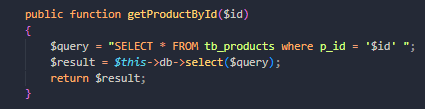 public function getProductById($id)
{
$query = "SELECT * FROM tb_products where p_id = '$id' ";
$result = $this->db->select($query);
return $result;
}